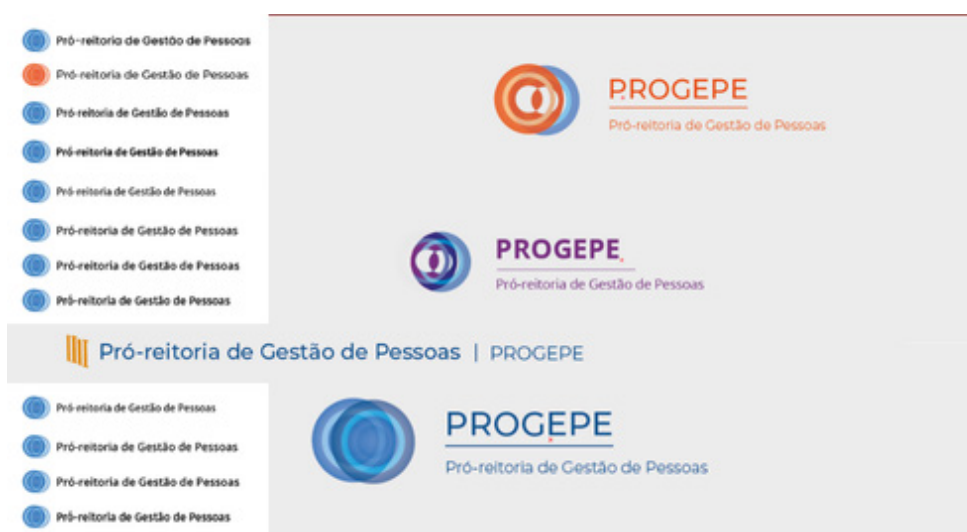 Pró-reitoria de Gestão de Pessoas
Pró-reitoria de Gestão de Pessoas
Pró-reitoria de Gestão de Pessoas
Pró-reitoria de Gestão de Pessoas
Pró-reitoria de Gestão de Pessoas
Pró-reitoria de Gestão de Pessoas
Pró-reitoria de Gestão de Pessoas
Pró-reitoria de Gestão de Pessoas
PROGEPE
Pró-reitoria de Gestão de Pessoas
PROGEPE
Pró-reitoria de Gestão de Pessoas
Pró-reitoria de Gestão de Pessoas | PROGEPE
Pró-reitoria de Gestão de Pessoas
Pró-reitoria de Gestão de Pessoas
Pró-reitoria de Gestão de Pessoas
Pró-reitoria de Gestão de Pessoas
PROGEPE
Pró-reitoria de Gestão de Pessoas